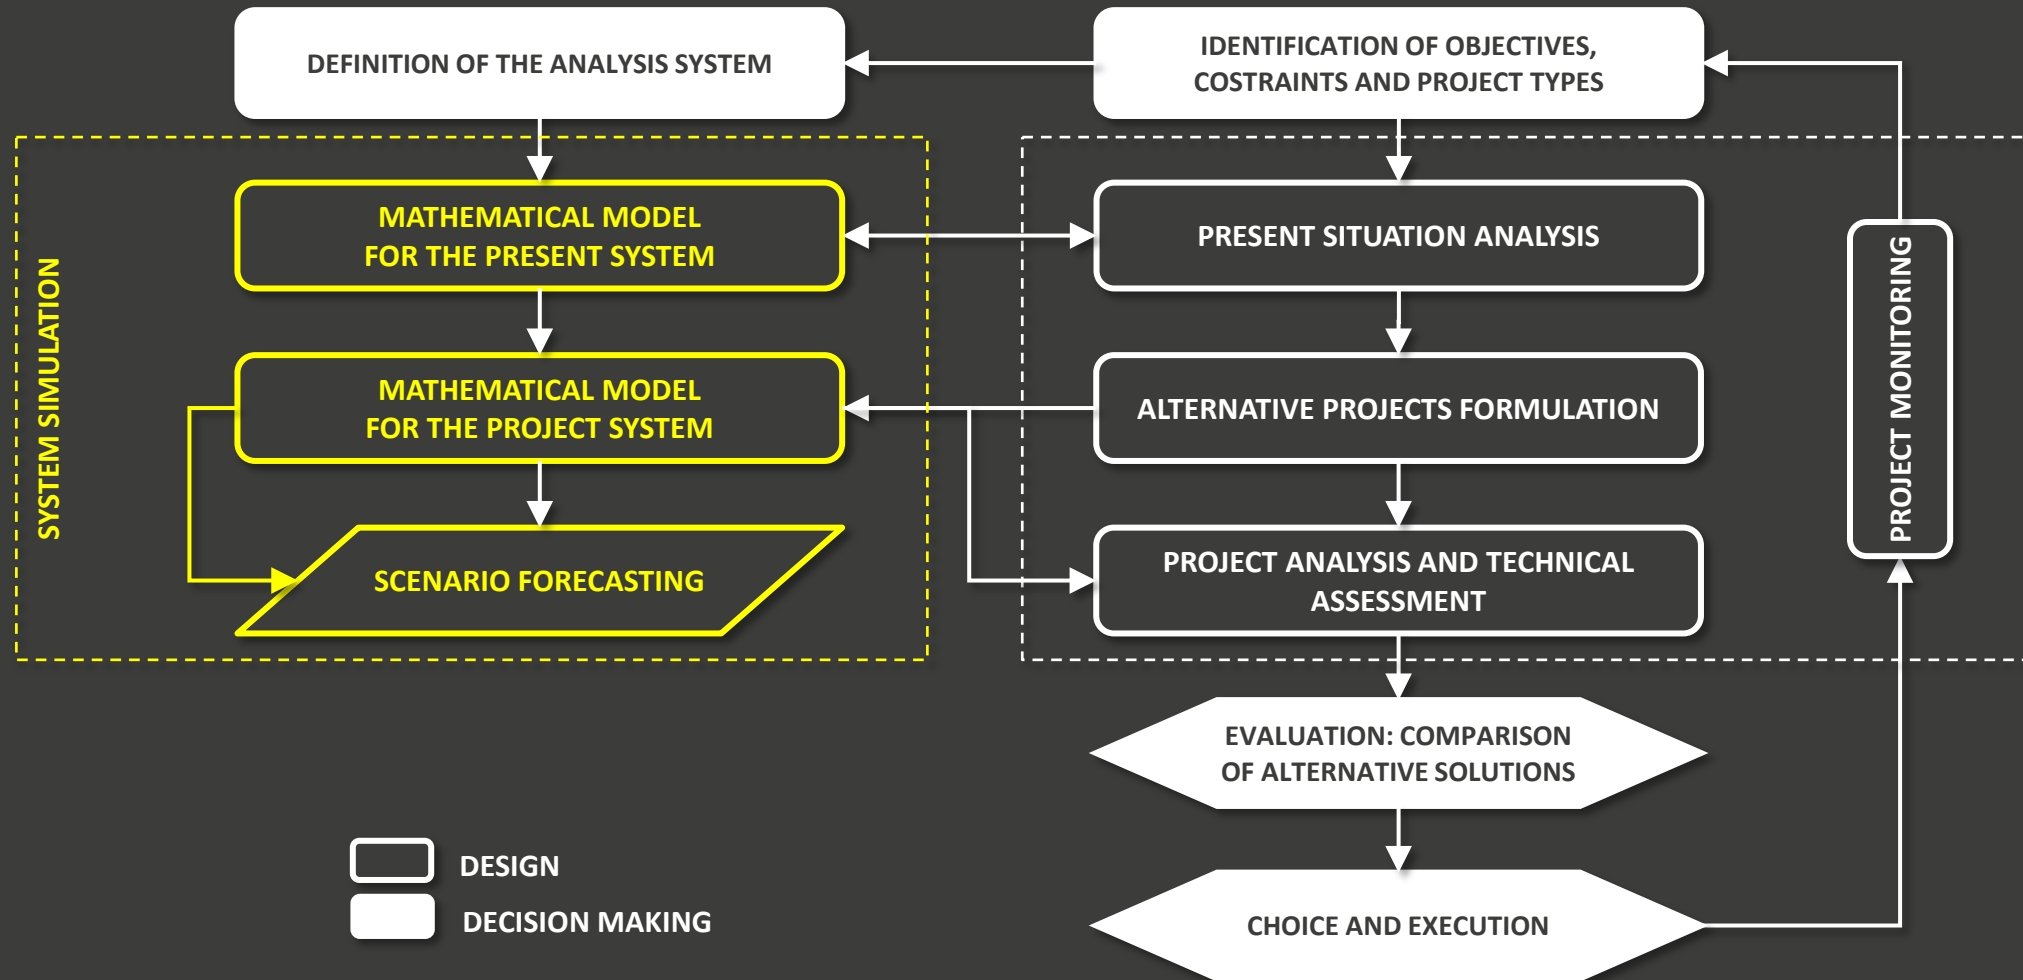 DEFINITION OF THE ANALYSIS SYSTEM
IDENTIFICATION OF OBJECTIVES,
COSTRAINTS AND PROJECT TYPES
SYSTEM SIMULATION
MATHEMATICAL MODEL
FOR THE PRESENT SYSTEM
PRESENT SITUATION ANALYSIS
PROJECT MONITORING
MATHEMATICAL MODEL
FOR THE PROJECT SYSTEM
ALTERNATIVE PROJECTS FORMULATION
SCENARIO FORECASTING
PROJECT ANALYSIS AND TECHNICAL
ASSESSMENT
EVALUATION: COMPARISON
OF ALTERNATIVE SOLUTIONS
CHOICE AND EXECUTION
DESIGN
DECISION MAKING